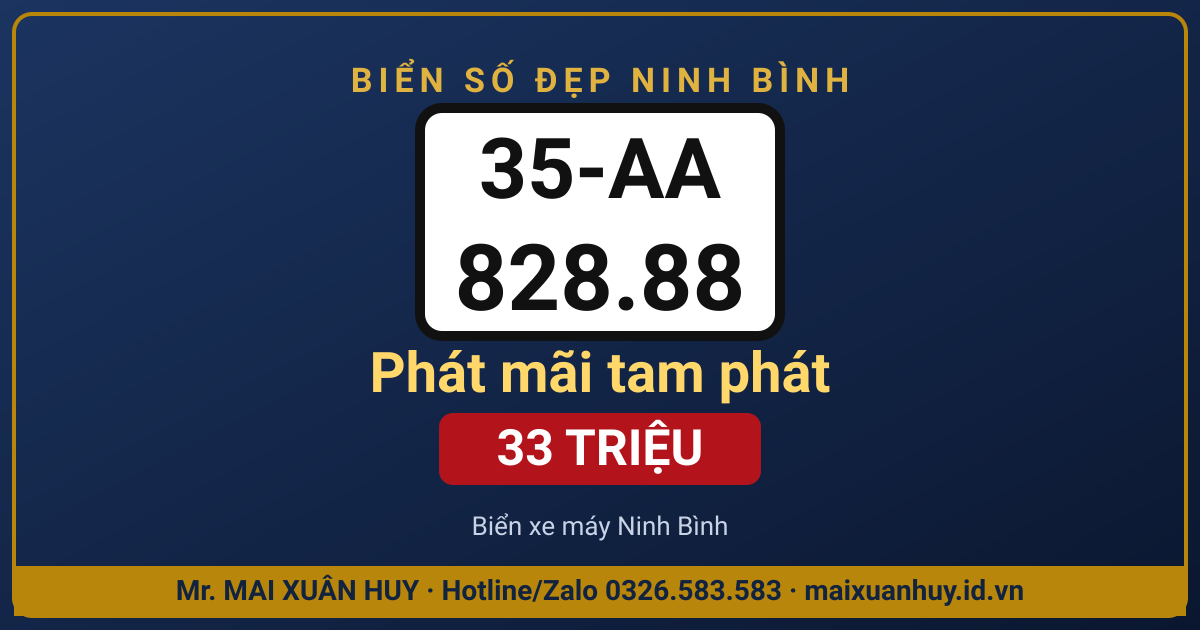 BIỂN SỐ ĐẸP NINH BÌNH
35-AA
828.88
Phát mãi tam phát
33 TRIỆU
Biển xe máy Ninh Bình
Mr. MAI XUÂN HUY · Hotline/Zalo 0326.583.583 · maixuanhuy.id.vn